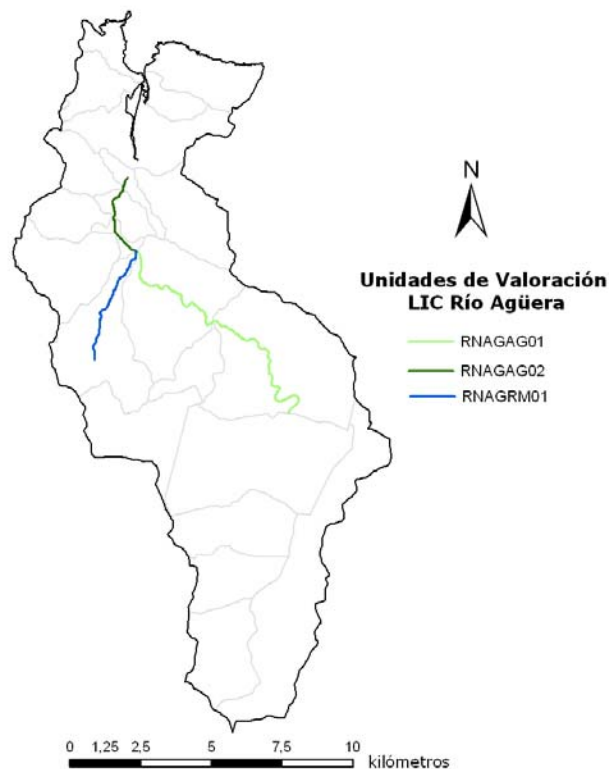 N
Unidades de Valoración
LIC Río Agüera
RNAGAG01
RNAGAG02
RNAGRM01
0 1,25 2,5 5 7,5 10
kilómetros